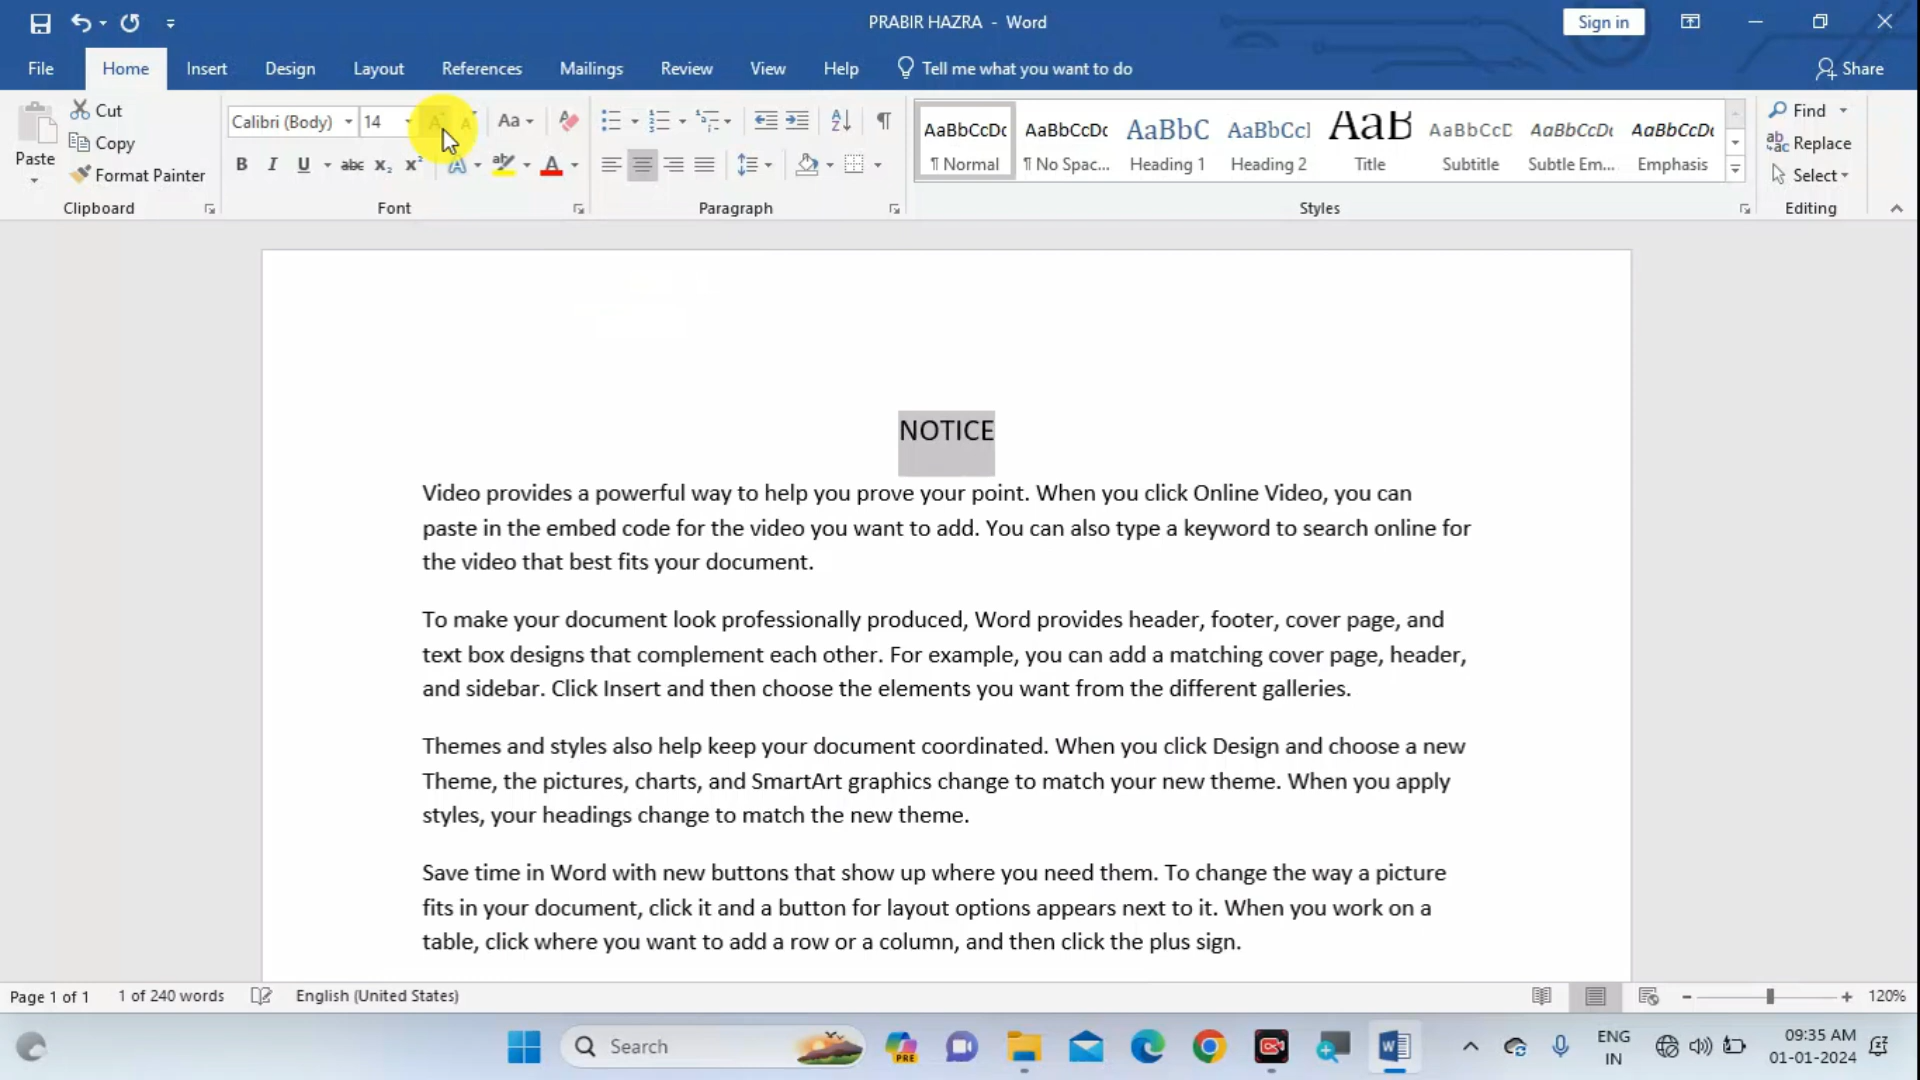 PRABIR HAZRA - Word
Sign in
File Home Insert Design Layout References Mailings Review View Help Tell me what you want to do Share
Paste
Cut
Copy
Format Painter
Clipboard
Calibri (Body) 14 Aa
B I U abc X₂ X² A A
Font
Paragraph
AaBbCcDc AaBbCcDc AaBbC AaBbCcl AaB AaBbCcD AaBbCcDc AaBbCcDc
¶ Normal ¶ No Spac... Heading 1 Heading 2 Title Subtitle Subtle Em... Emphasis
Styles
Find
Replace
Select
Editing
NOTICE
Video provides a powerful way to help you prove your point. When you click Online Video, you can
paste in the embed code for the video you want to add. You can also type a keyword to search online for
the video that best fits your document.
To make your document look professionally produced, Word provides header, footer, cover page, and
text box designs that complement each other. For example, you can add a matching cover page, header,
and sidebar. Click Insert and then choose the elements you want from the different galleries.
Themes and styles also help keep your document coordinated. When you click Design and choose a new
Theme, the pictures, charts, and SmartArt graphics change to match your new theme. When you apply
styles, your headings change to match the new theme.
Save time in Word with new buttons that show up where you need them. To change the way a picture
fits in your document, click it and a button for layout options appears next to it. When you work on a
table, click where you want to add a row or a column, and then click the plus sign.
Page 1 of 1 1 of 240 words English (United States) 120%
Search
PRE
ENG
IN
09:35 AM
01-01-2024